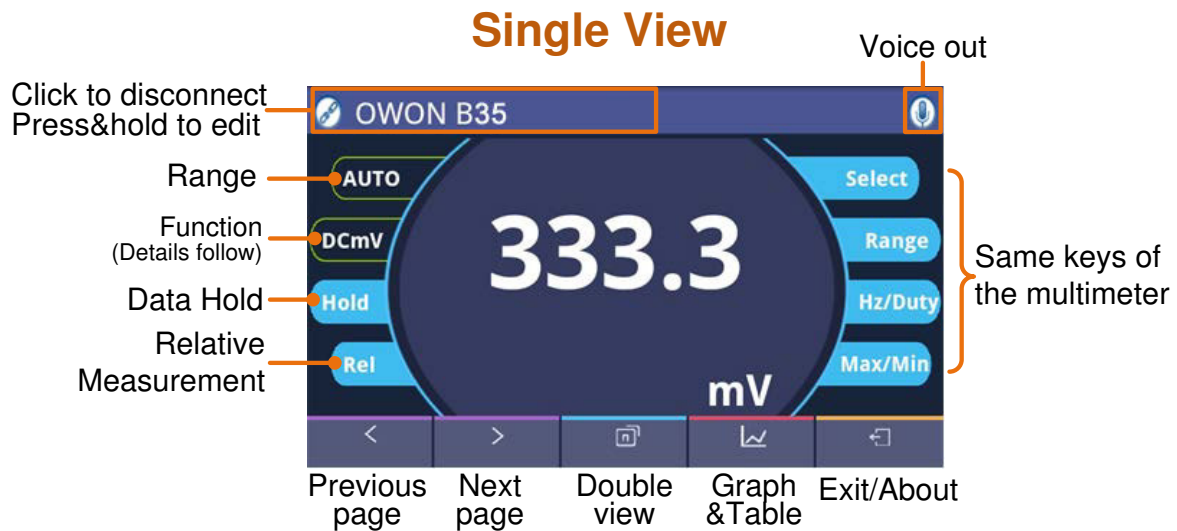 Single View
Voice out
Click to disconnect
Press&hold to edit
OWON B35
Range
AUTO
Select
Function
(Details follow)
DCmV
333.3
Range
Same keys of
the multimeter
Data Hold
Hold
Hz/Duty
Relative
Measurement
Rel
Max/Min
mV
<
>
n
Previous
page
Next
page
Double
view
Graph
&Table
Exit/About